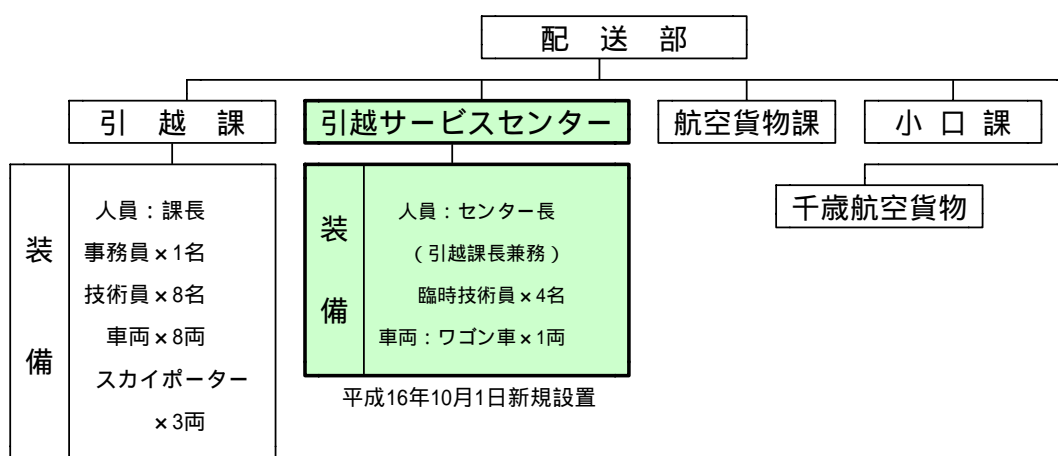 配送部
引越課
引越サービスセンター
航空貨物課
小口課
千歳航空貨物
装備
人員：課長
事務員×1名
技術員×8名
車両×8両
スカイポーター
×3両
装備
人員：センター長
（引越課長兼務）
臨時技術員×4名
車両：ワゴン車×1両
平成16年10月1日新規設置